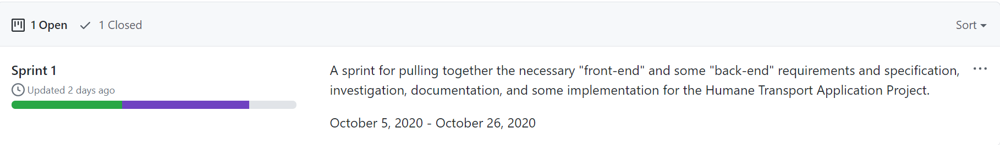 1 Open 1 Closed Sort
Sprint 1
Updated 2 days ago
A sprint for pulling together the necessary "front-end" and some "back-end" requirements and specification,
investigation, documentation, and some implementation for the Humane Transport Application Project.
October 5, 2020 - October 26, 2020